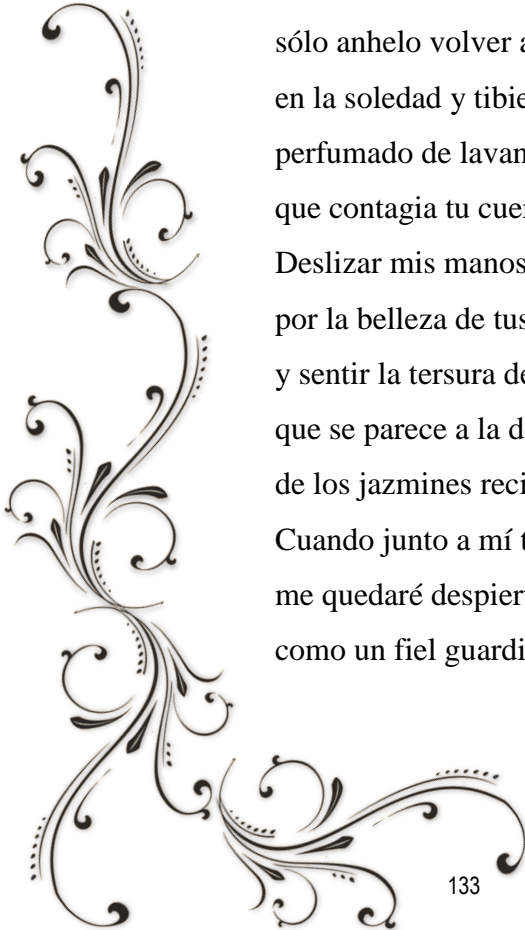 sólo anhelo volver a
en la soledad y tibie
perfumado de lavan
que contagia tu cuer
Deslizar mis manos
por la belleza de tus
y sentir la tersura de
que se parece a la d
de los jazmines reci
Cuando junto a mí t
me quedaré despier
como un fiel guardi
133